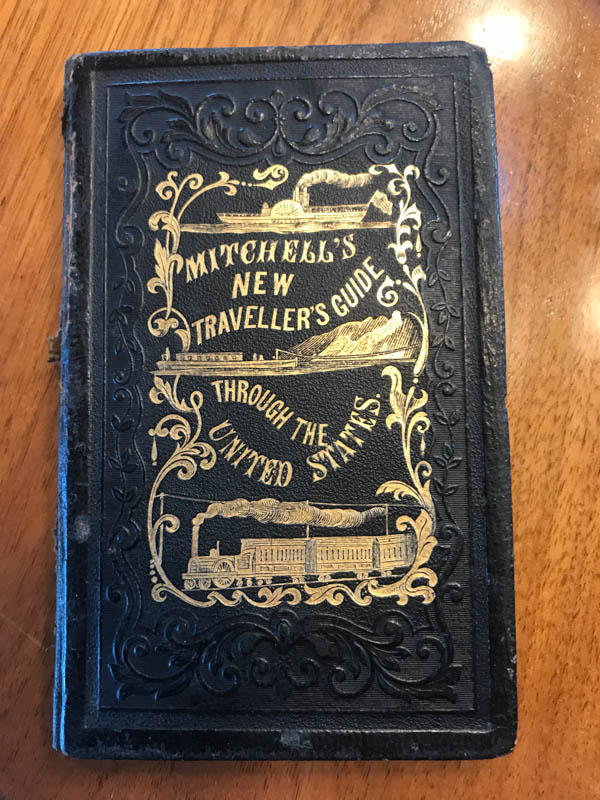 MITCHELL'S
NEW
TRAVELLER'S GUIDE
THROUGH THE
UNITED STATES.